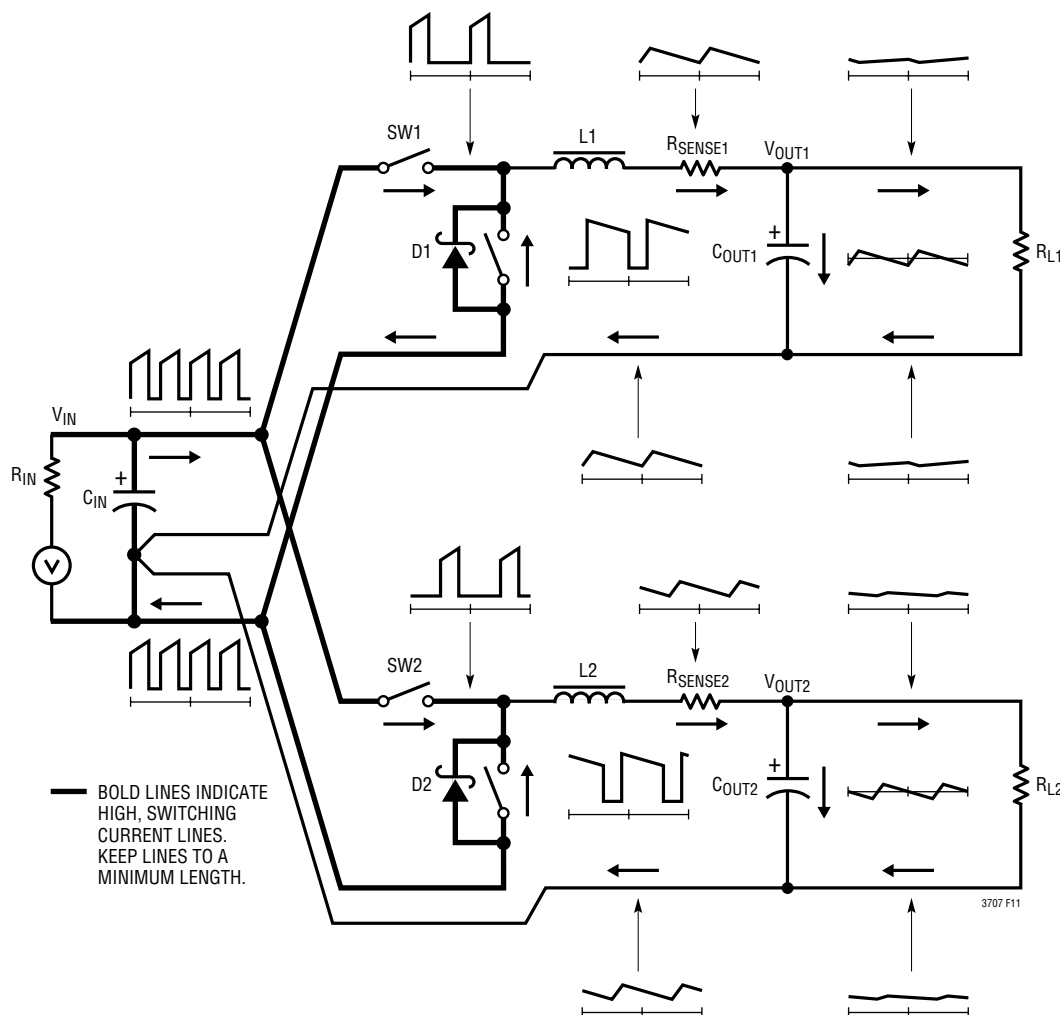 SW1
L1
RSENSE1
VOUT1
D1
COUT1
+
RL1
VIN
RIN
CIN
+
SW2
L2
RSENSE2
VOUT2
D2
COUT2
+
RL2
BOLD LINES INDICATE
HIGH, SWITCHING
CURRENT LINES.
KEEP LINES TO A
MINIMUM LENGTH.
3707 F11